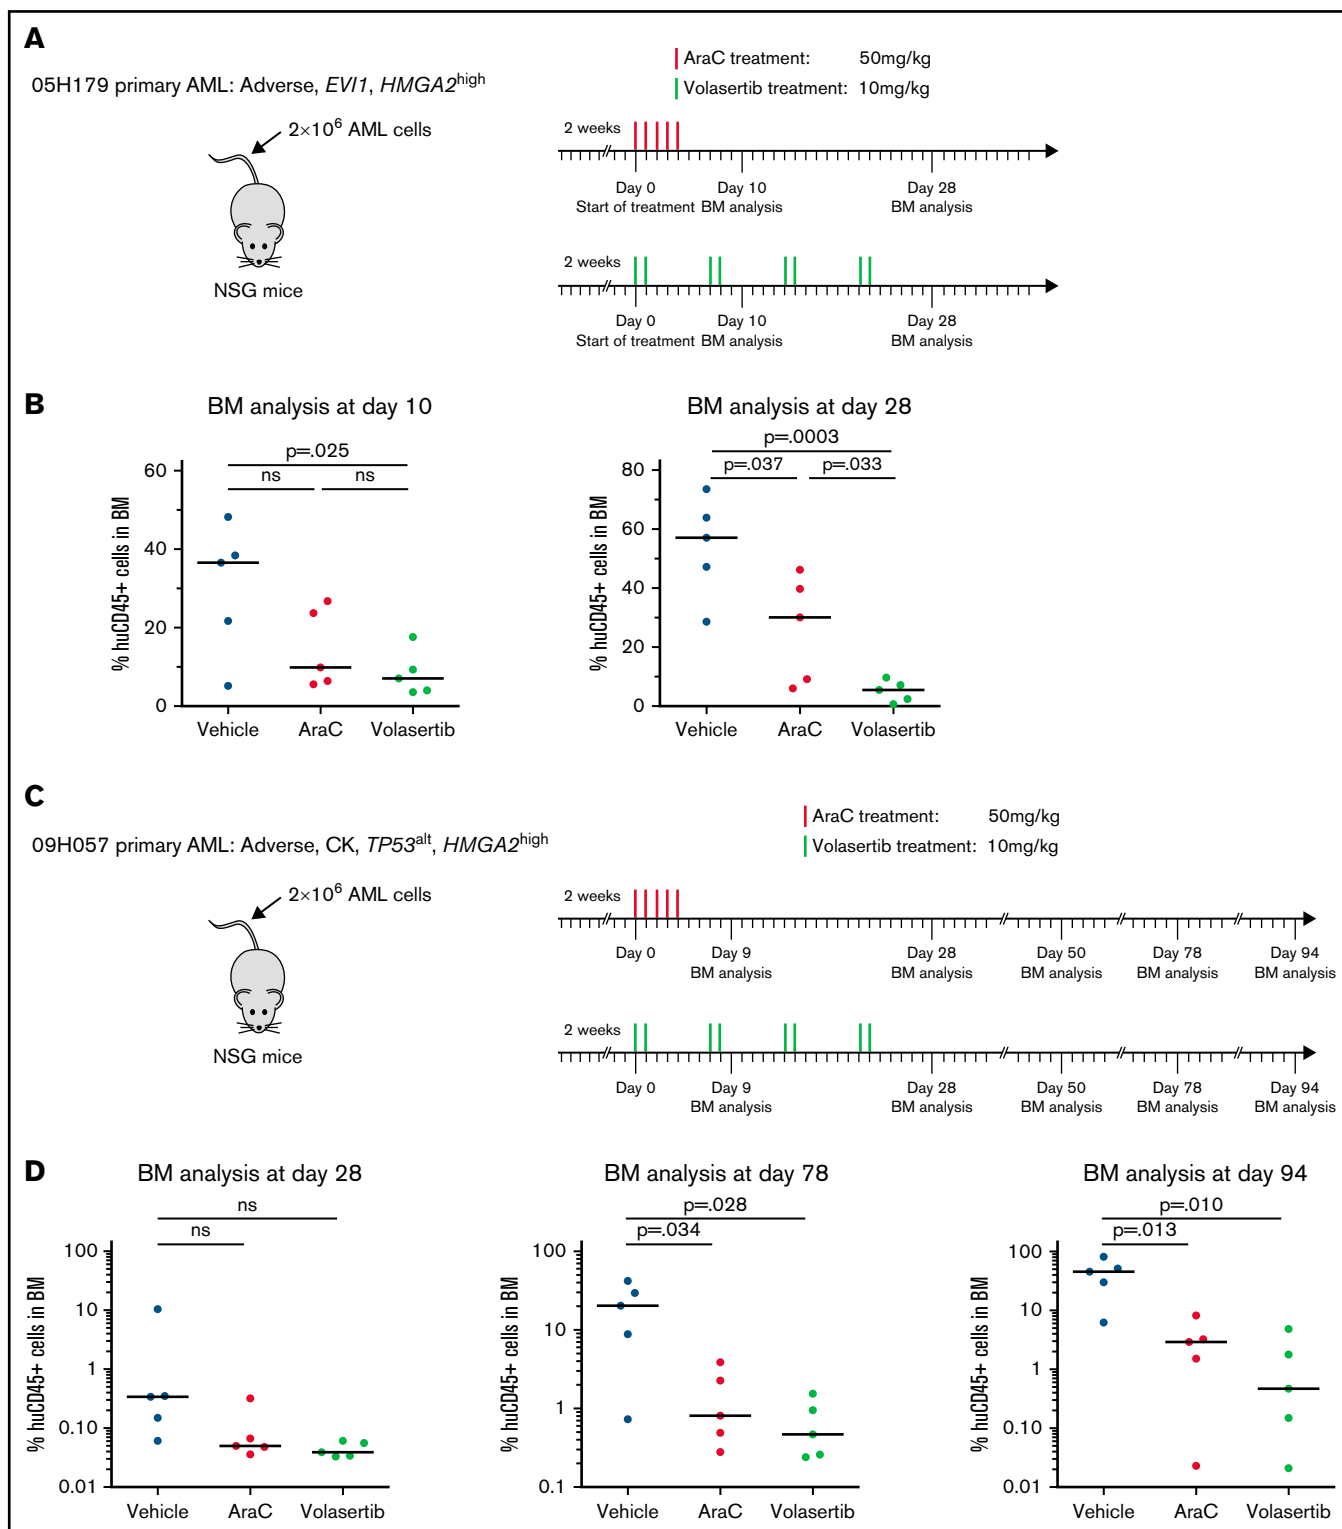 A
05H179 primary AML: Adverse, EVI1, HMGA2high
2×10⁶ AML cells
NSG mice
AraC treatment: 50mg/kg
Volasertib treatment: 10mg/kg
2 weeks
Day 0 Day 10 Day 28
Start of treatment BM analysis BM analysis
2 weeks
Day 0 Day 10 Day 28
Start of treatment BM analysis BM analysis
B
BM analysis at day 10
p=.025
ns ns
% huCD45+ cells in BM
60
40
20
0
Vehicle AraC Volasertib
BM analysis at day 28
p=.0003
p=.037 p=.033
% huCD45+ cells in BM
80
60
40
20
0
Vehicle AraC Volasertib
C
09H057 primary AML: Adverse, CK, TP53alt, HMGA2high
2×10⁶ AML cells
NSG mice
AraC treatment: 50mg/kg
Volasertib treatment: 10mg/kg
2 weeks
Day 0 Day 9 Day 28 Day 50 Day 78 Day 94
BM analysis BM analysis BM analysis BM analysis BM analysis
2 weeks
Day 0 Day 9 Day 28 Day 50 Day 78 Day 94
BM analysis BM analysis BM analysis BM analysis BM analysis
D
BM analysis at day 28
ns
ns
% huCD45+ cells in BM
100
10
1
0.10
0.01
Vehicle AraC Volasertib
BM analysis at day 78
p=.028
p=.034
% huCD45+ cells in BM
100
10
1
0.1
Vehicle AraC Volasertib
BM analysis at day 94
p=.010
p=.013
% huCD45+ cells in BM
100
10
1
0.10
0.01
Vehicle AraC Volasertib